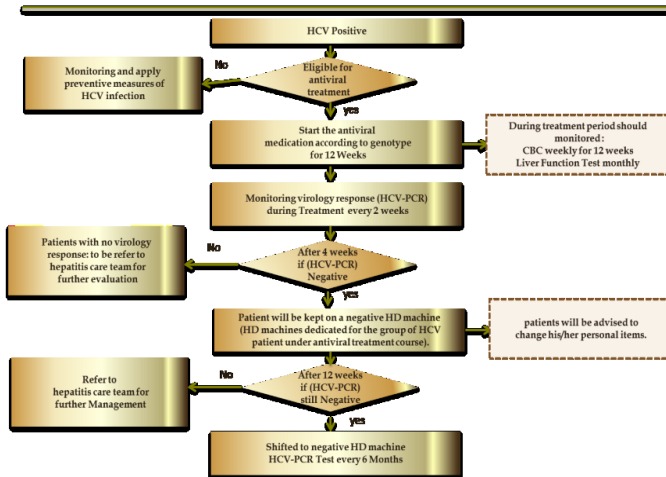 HCV Positive
No
Eligible for
antiviral
treatment
Monitoring and apply
preventive measures of
HCV infection
yes
Start the antiviral
medication according to genotype
for 12 Weeks
During treatment period should
monitored :
CBC weekly for 12 weeks
Liver Function Test monthly
Monitoring virology response (HCV-PCR)
during Treatment every 2 weeks
Patients with no virology
response: to be refer to
hepatitis care team for
further evaluation
No
After 4 weeks
if (HCV-PCR)
Negative
yes
Patient will be kept on a negative HD machine
(HD machines dedicated for the group of HCV
patient under antiviral treatment course).
patients will be advised to
change his/her personal items.
Refer to
hepatitis care team for
further Management
No
After 12 weeks
if (HCV-PCR)
still Negative
yes
Shifted to negative HD machine
HCV-PCR Test every 6 Months